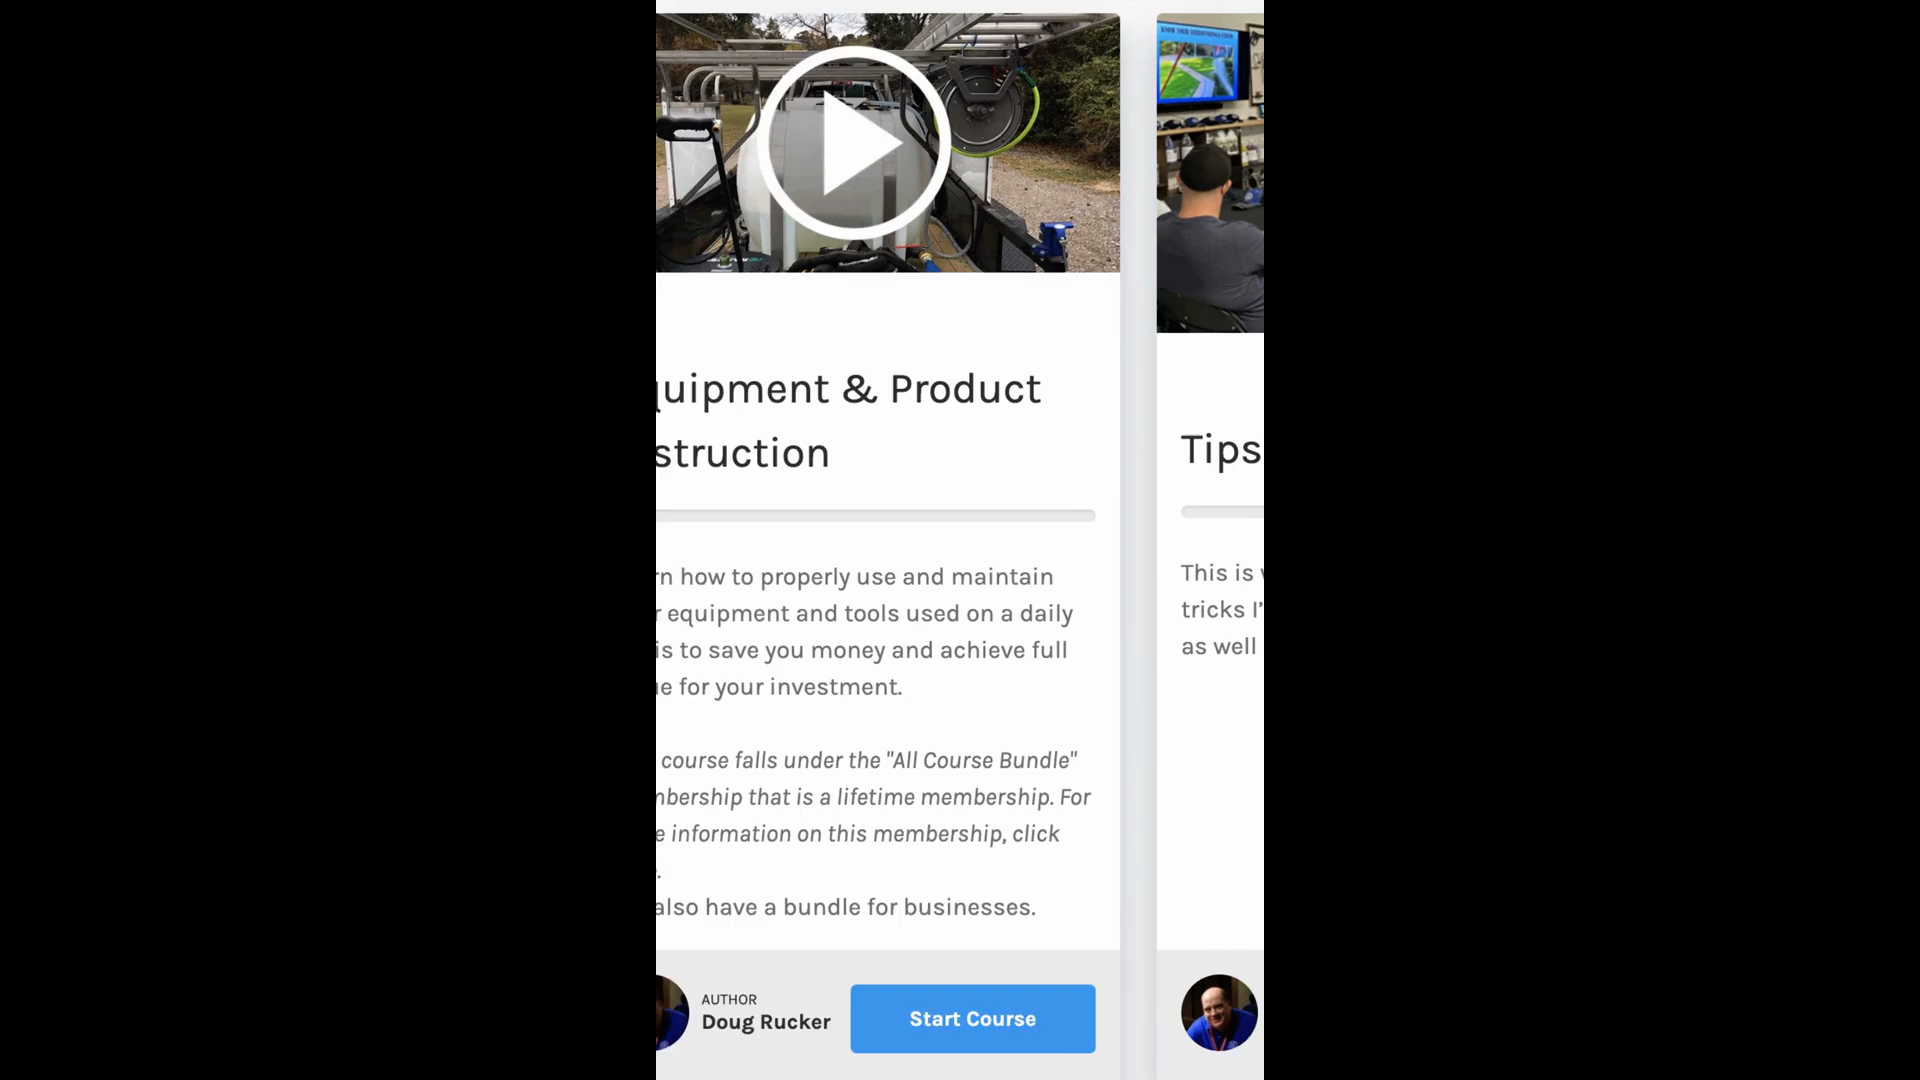 quipment & Product
struction
rn how to properly use and maintain
r equipment and tools used on a daily
is to save you money and achieve full
e for your investment.
course falls under the "All Course Bundle"
mbership that is a lifetime membership. For
e information on this membership, click
also have a bundle for businesses.
AUTHOR
Doug Rucker
Start Course
Tips
This is
tricks I'
as well